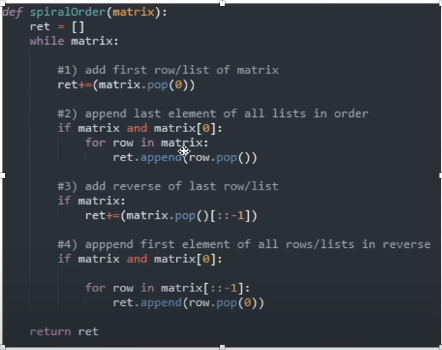 def spiralOrder(matrix):
    ret = []
    while matrix:
        #1) add first row/list of matrix
        ret+=(matrix.pop(0))
        #2) append last element of all lists in order
        if matrix and matrix[0]:
            for row in matrix:
                ret.append(row.pop())
        #3) add reverse of last row/list
        if matrix:
            ret+=(matrix.pop()[::-1])
        #4) apppend first element of all rows/lists in reverse
        if matrix and matrix[0]:
            for row in matrix[::-1]:
                ret.append(row.pop(0))
    return ret